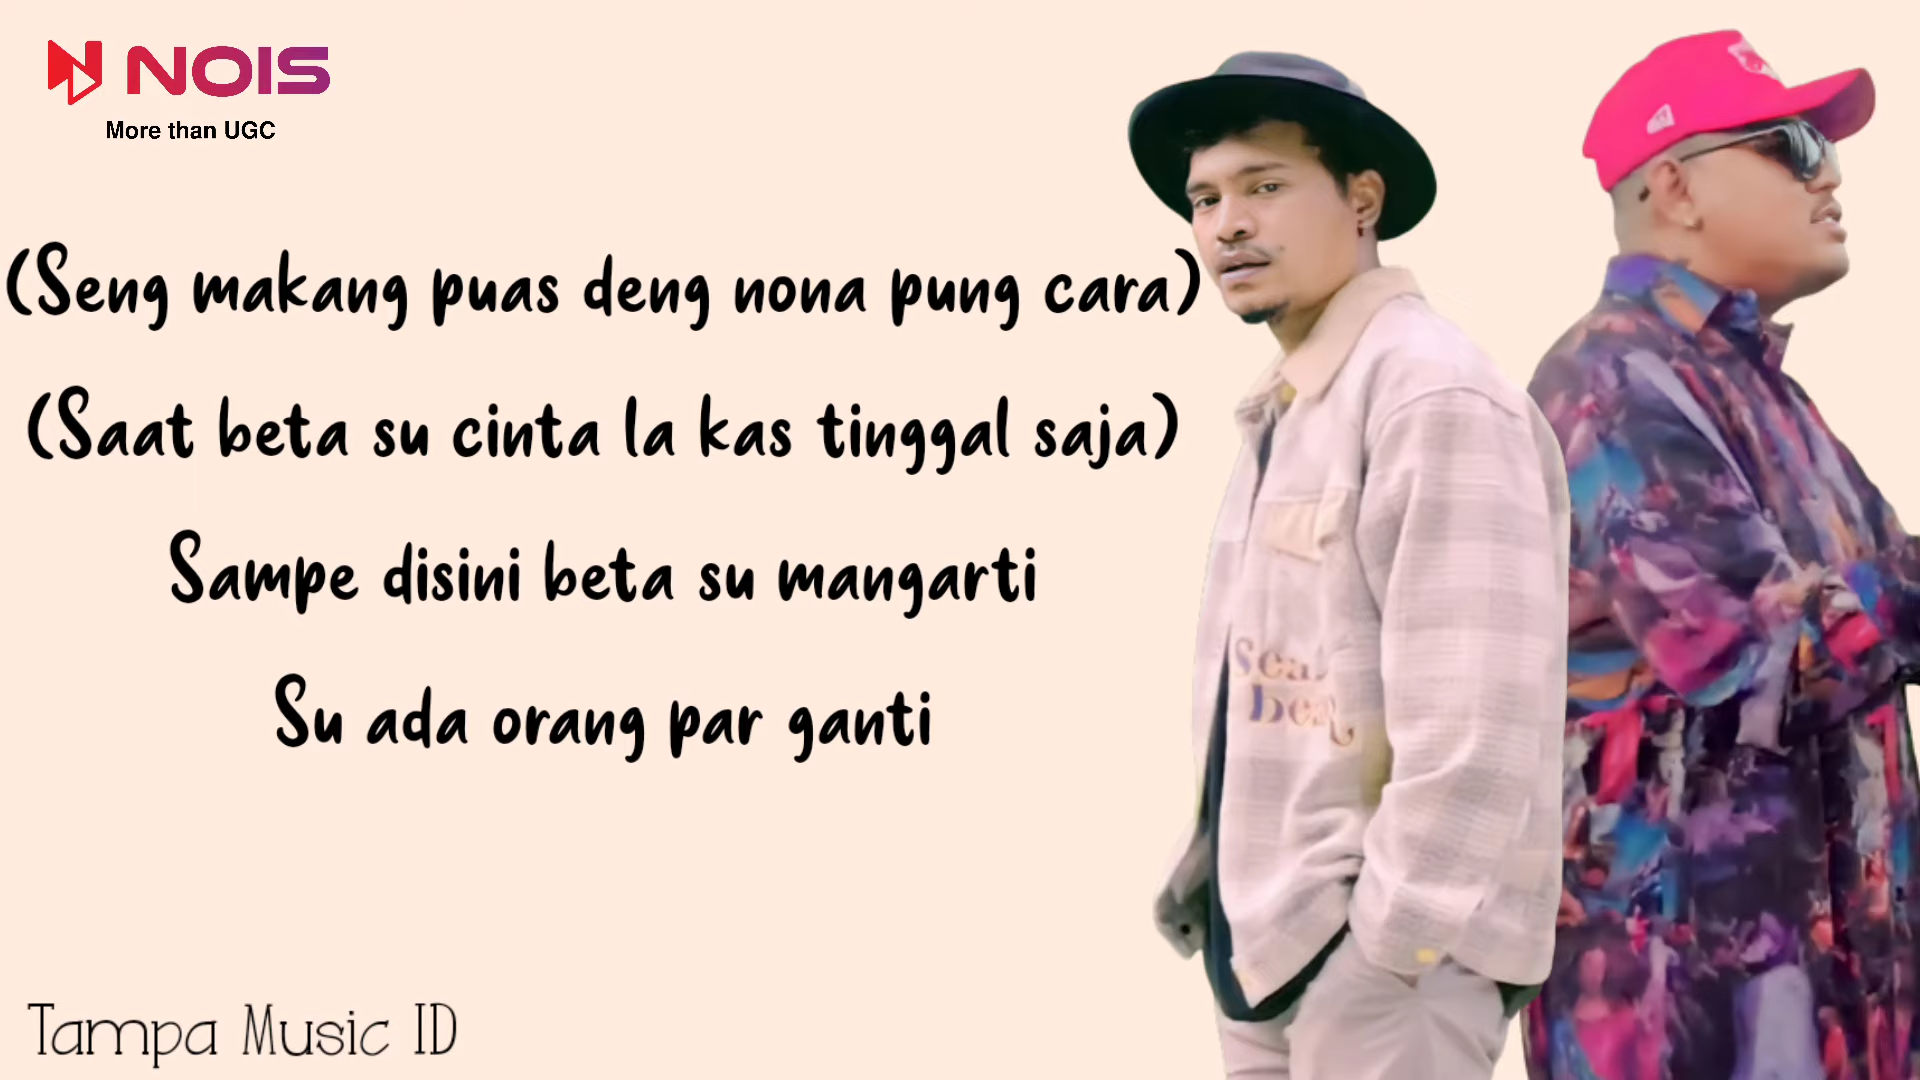 NOIS
More than UGC
(Seng makang puas deng nona pung cara)
(Saat beta su cinta la kas tinggal saja)
Sampe disini beta su mangarti
Su ada orang par ganti
Tampa Music ID